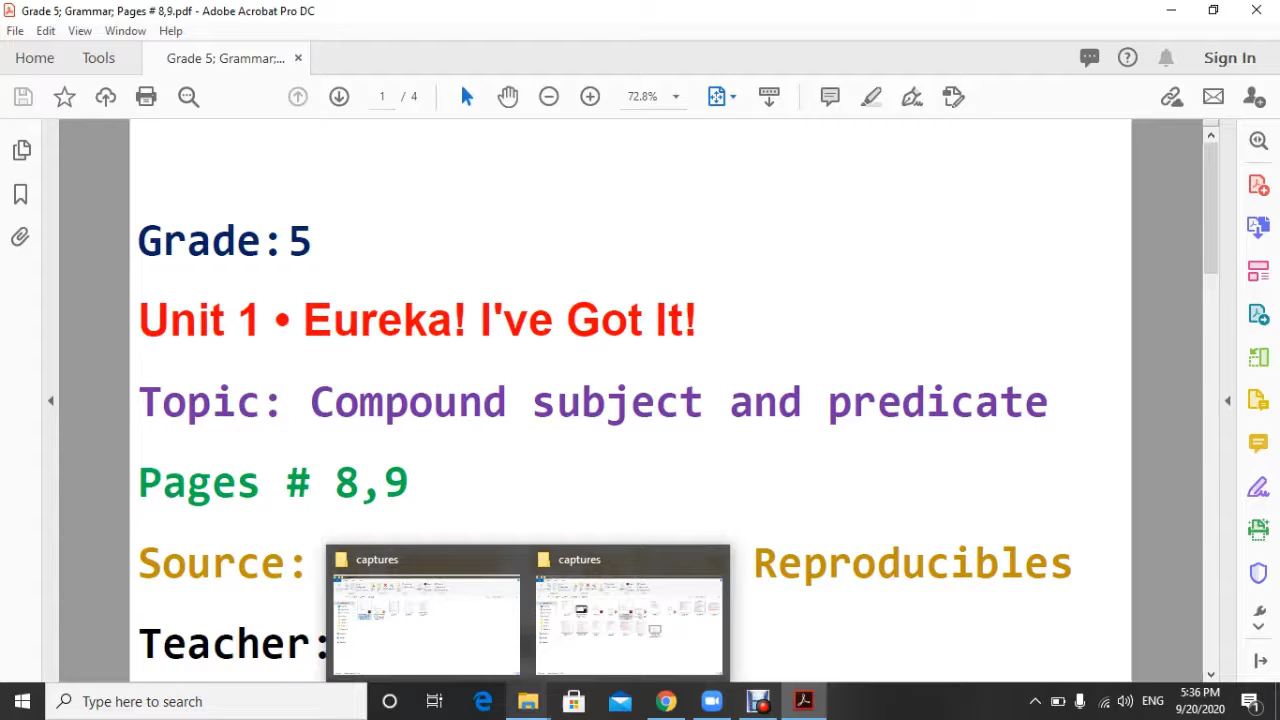 Grade 5; Grammar; Pages # 8,9.pdf - Adobe Acrobat Pro DC
File Edit View Window Help
Home Tools Grade 5; Grammar;... × Sign In
1 / 4 72.8%
Grade:5
Unit 1 • Eureka! I've Got It!
Topic: Compound subject and predicate
Pages # 8,9
Source: Reproducibles
captures captures
Teacher:
Type here to search
ENG
5:36 PM
9/20/2020
1